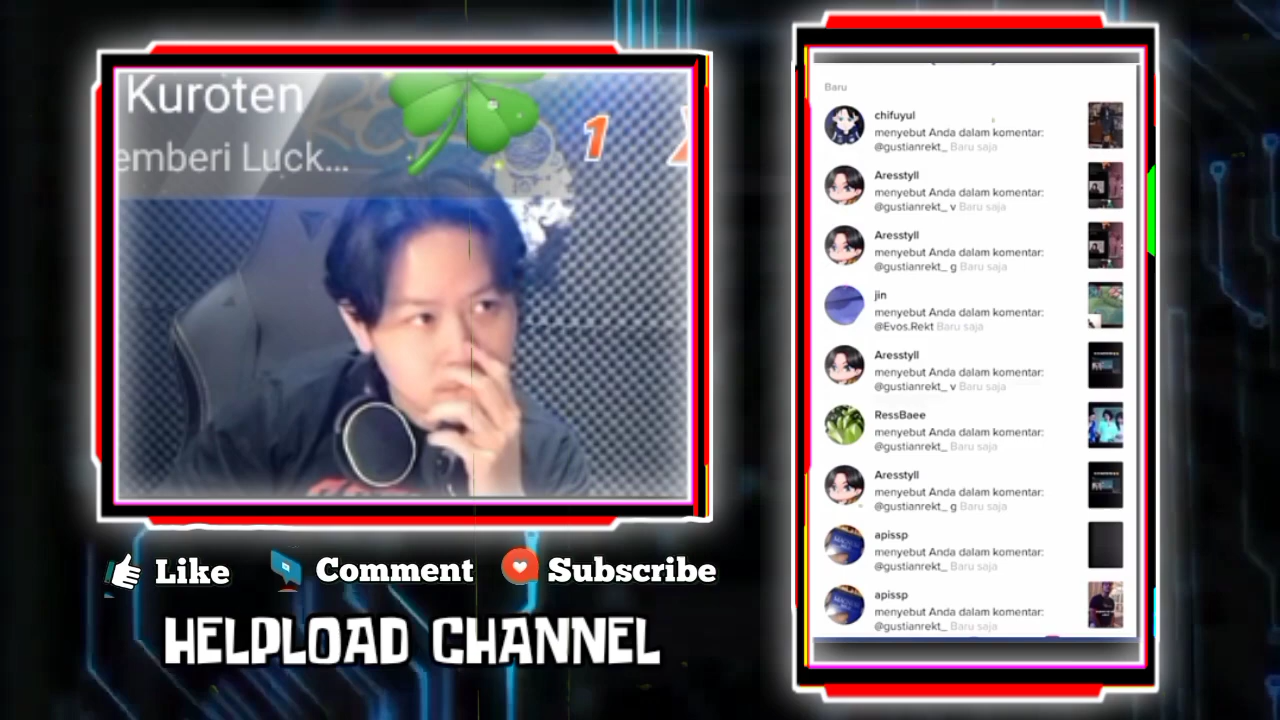 Kuroten
emberi Luck...
1
Like
Comment
Subscribe
HELPLOAD CHANNEL
Baru
chifuyul
menyebut Anda dalam komentar:
@gustianrekt_ Baru saja
Aresstyll
menyebut Anda dalam komentar:
@gustianrekt_ v Baru saja
Aresstyll
menyebut Anda dalam komentar:
@gustianrekt_ g Baru saja
jin
menyebut Anda dalam komentar:
@Evos.Rekt Baru saja
Aresstyll
menyebut Anda dalam komentar:
@gustianrekt_ v Baru saja
RessBaee
menyebut Anda dalam komentar:
@gustianrekt_ Baru saja
Aresstyll
menyebut Anda dalam komentar:
@gustianrekt_ g Baru saja
apissp
menyebut Anda dalam komentar:
@gustianrekt_ Baru saja
apissp
menyebut Anda dalam komentar:
@gustianrekt_ Baru saja